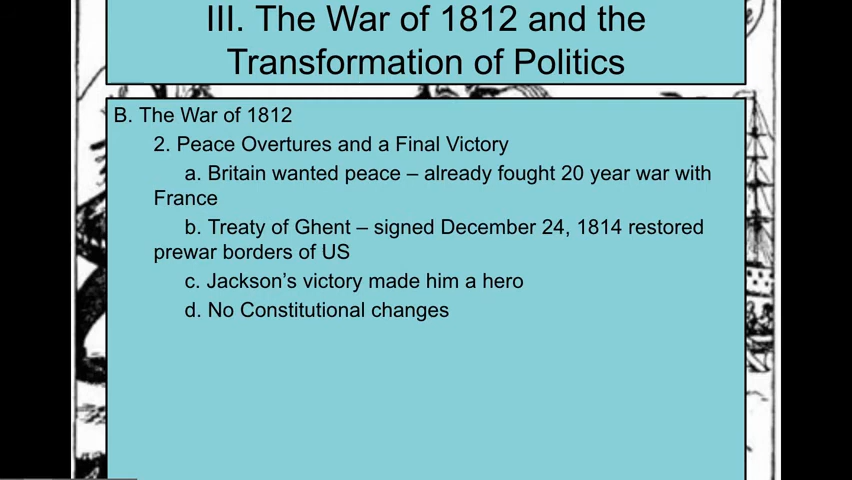 III. The War of 1812 and the
Transformation of Politics
B. The War of 1812
2. Peace Overtures and a Final Victory
a. Britain wanted peace – already fought 20 year war with
France
b. Treaty of Ghent – signed December 24, 1814 restored
prewar borders of US
c. Jackson’s victory made him a hero
d. No Constitutional changes